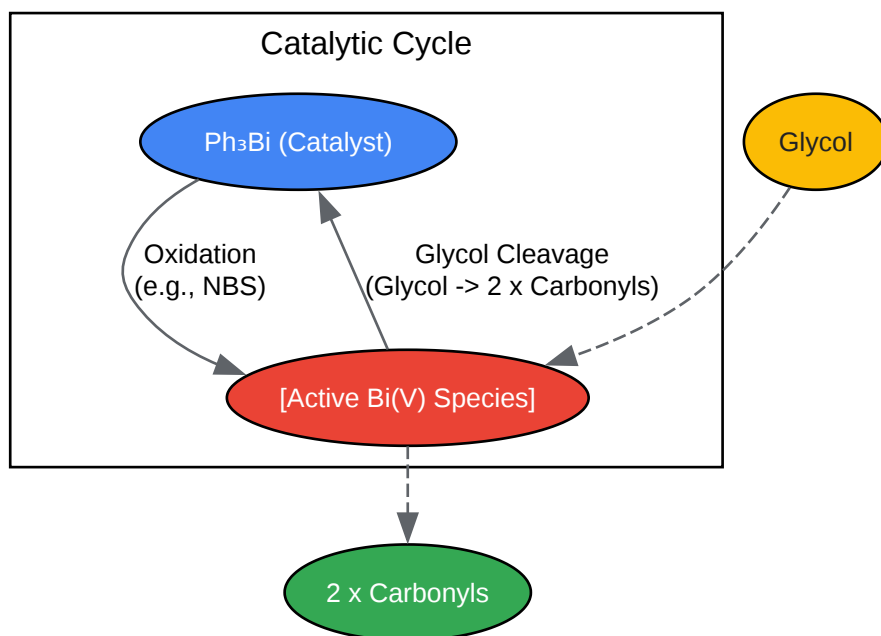 Catalytic Cycle
Ph₃Bi (Catalyst)
Glycol
Oxidation
(e.g., NBS)
Glycol Cleavage
(Glycol -> 2 x Carbonyls)
[Active Bi(V) Species]
2 x Carbonyls